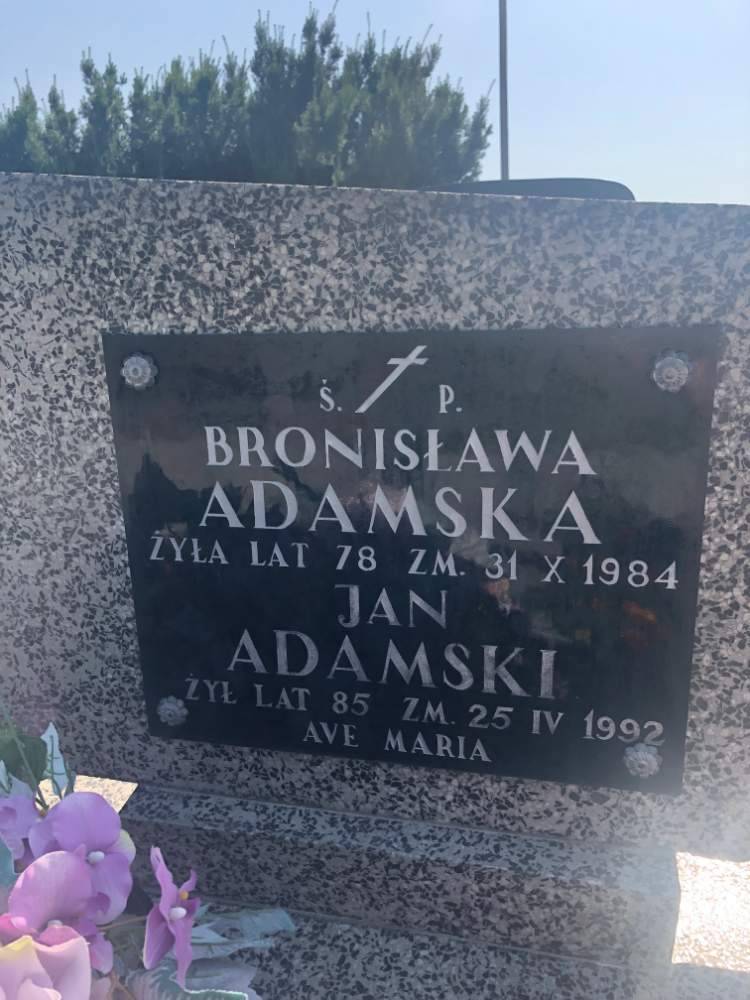 Ś. P.
BRONISŁAWA
ADAMSKA
ŻYŁA LAT 78 ZM. 31 X 1984
JAN
ADAMSKI
ŻYŁ LAT 85 ZM. 25 IV 1992
AVE MARIA